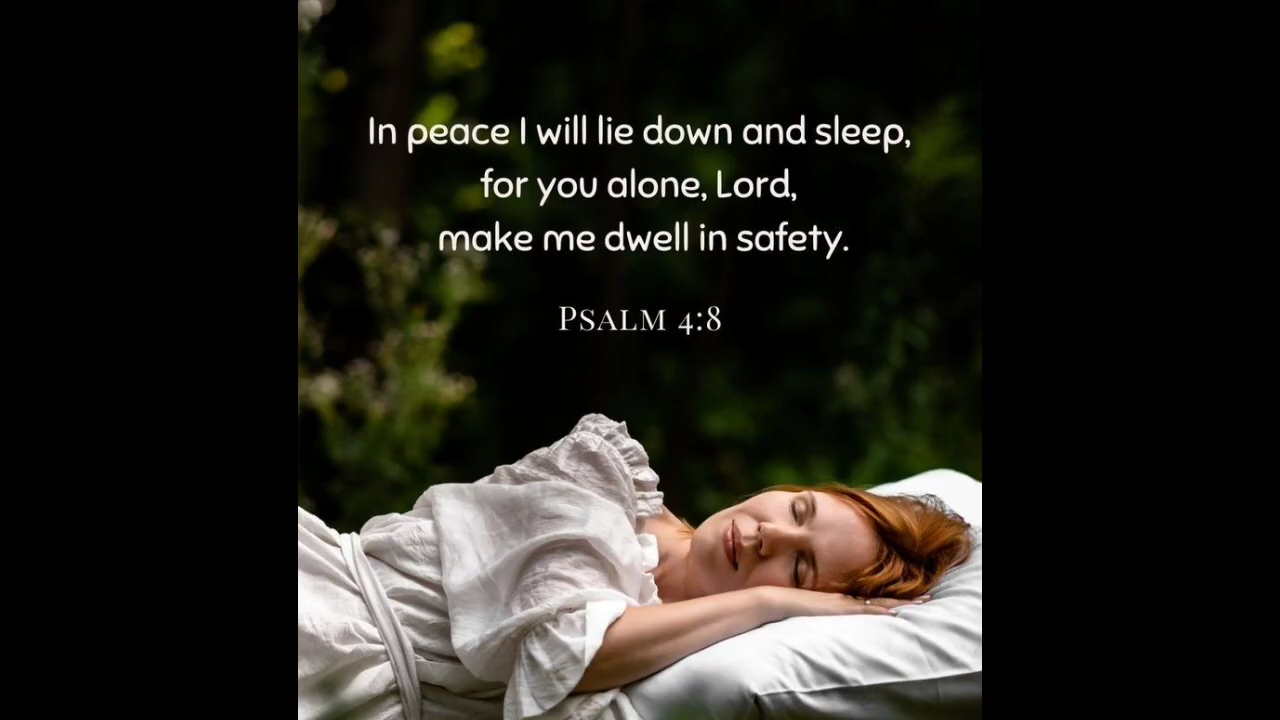 In peace I will lie down and sleep,
for you alone, Lord,
make me dwell in safety.
Psalm 4:8